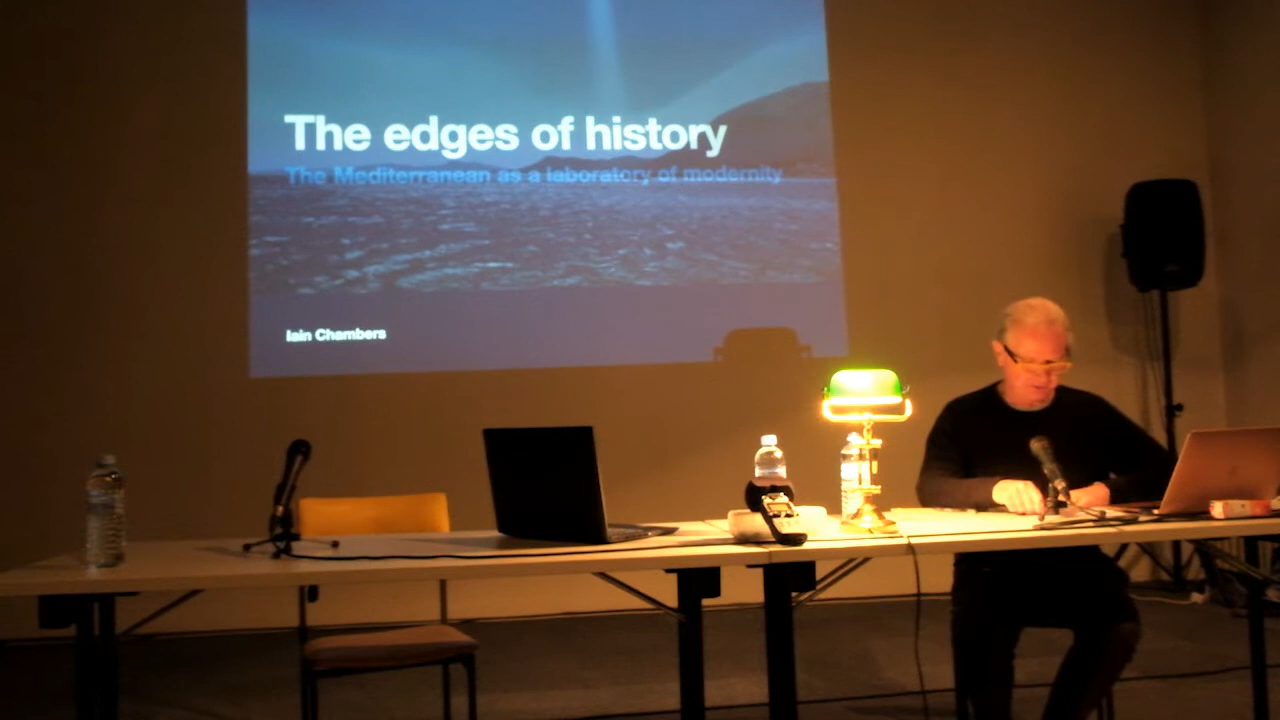 The edges of history
The Mediterranean as a laboratory of modernity
Iain Chambers